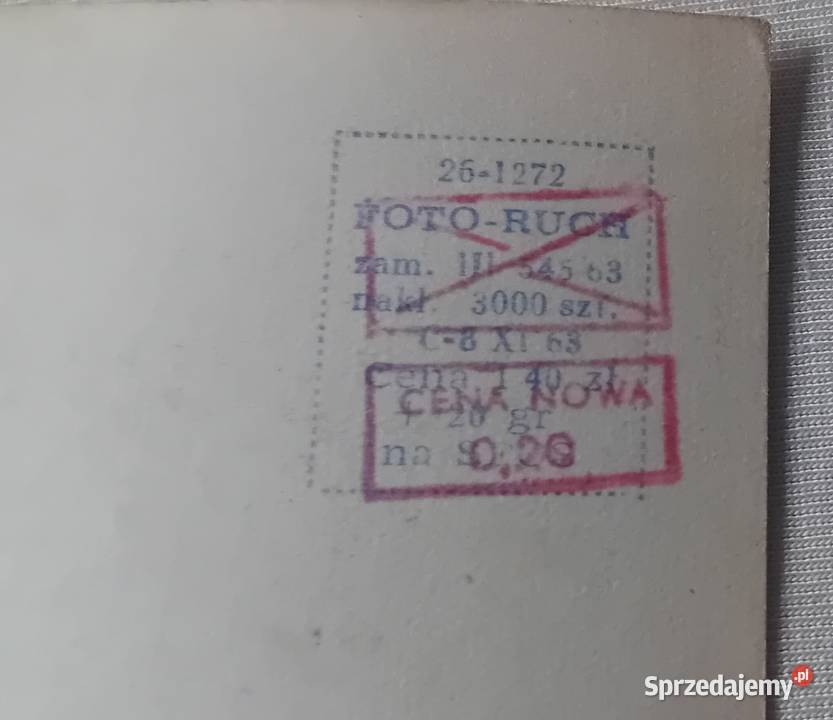 26-1272
FOTO-RUCH
zam. III 545 63
nakł. 3000 szt.
C-8 XI 63
Cena 1 40 zł
CENA NOWA
+ 20 gr
na
0,20
Sprzedajemy.pl